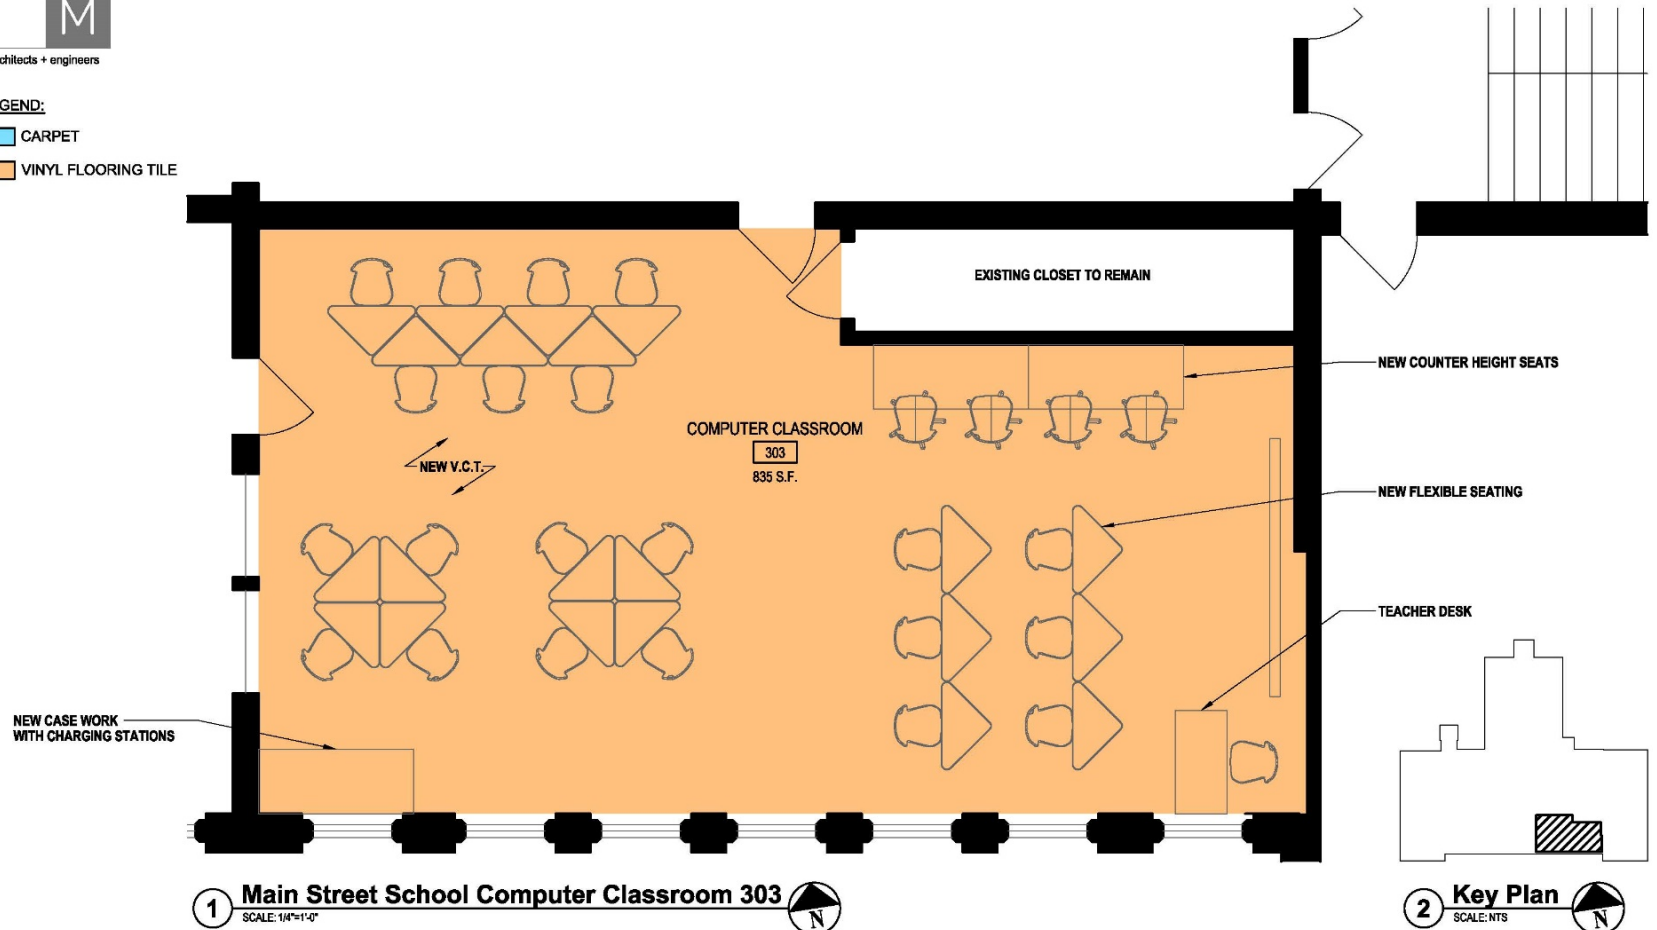 M
chitects + engineers
GEND:
CARPET
VINYL FLOORING TILE
EXISTING CLOSET TO REMAIN
NEW COUNTER HEIGHT SEATS
COMPUTER CLASSROOM
303
835 S.F.
NEW V.C.T.
NEW FLEXIBLE SEATING
TEACHER DESK
NEW CASE WORK
WITH CHARGING STATIONS
1 Main Street School Computer Classroom 303
SCALE: 1/4"=1'-0"
N
2 Key Plan
SCALE: NTS
N